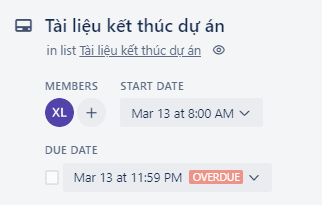 Tài liệu kết thúc dự án
in list Tài liệu kết thúc dự án
MEMBERS START DATE
XL + Mar 13 at 8:00 AM
DUE DATE
Mar 13 at 11:59 PM OVERDUE